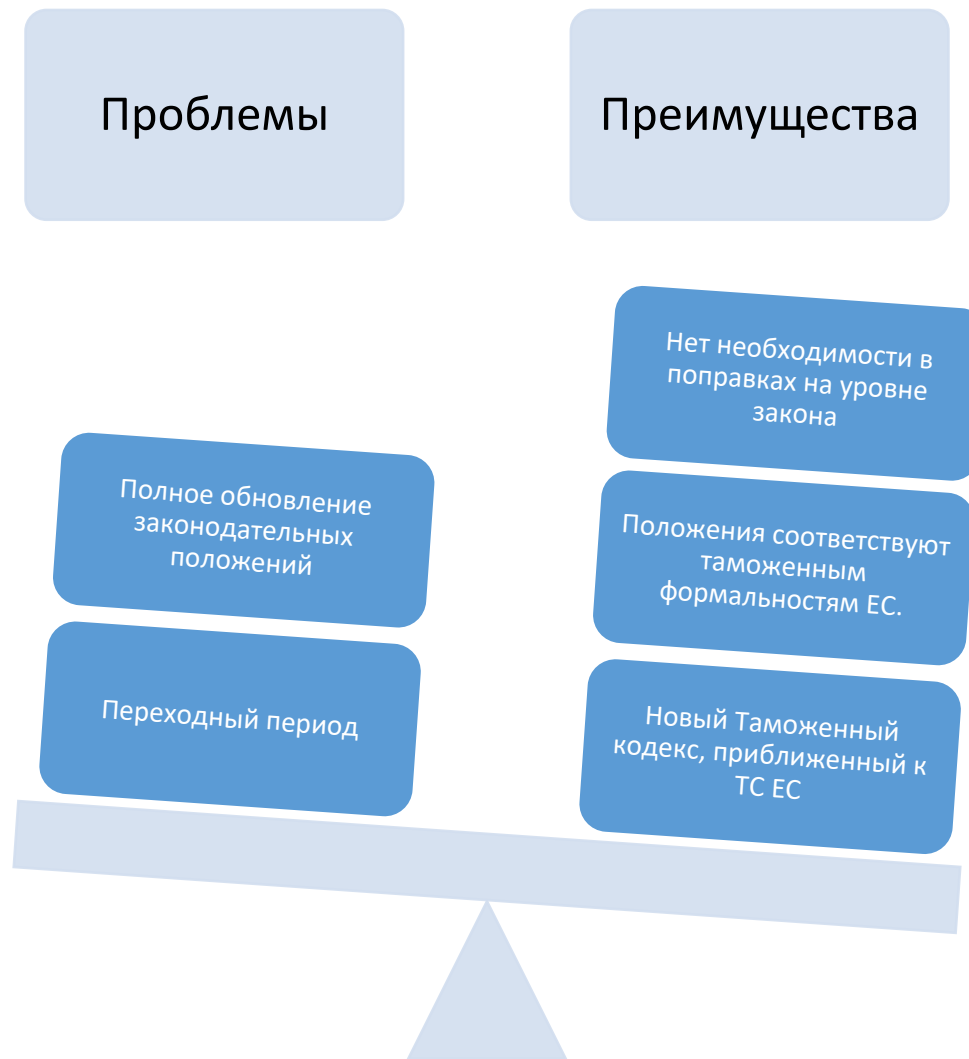 Проблемы
Преимущества
Полное обновление
законодательных
положений
Переходный период
Нет необходимости в
поправках на уровне
закона
Положения соответствуют
таможенным
формальностям ЕС.
Новый Таможенный
кодекс, приближенный к
ТС ЕС